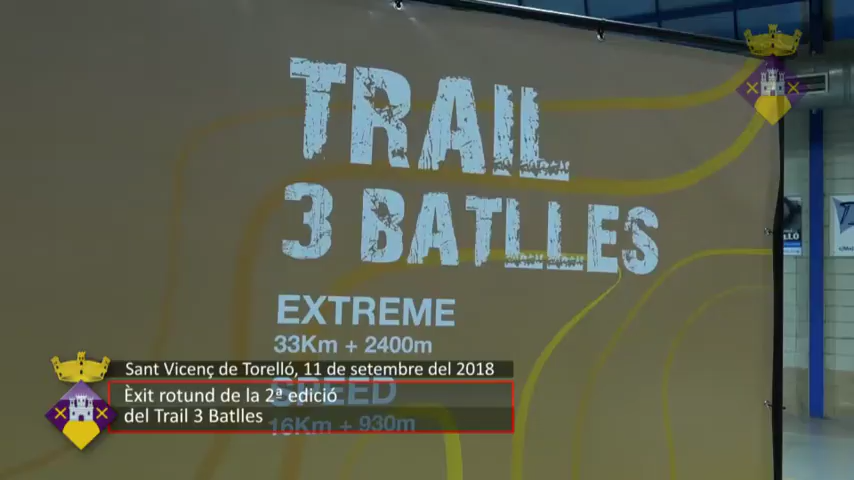 TRAIL
3 BATLLES
EXTREME
33Km + 2400m
SPEED
16Km + 930m
Sant Vicenç de Torelló, 11 de setembre del 2018
Èxit rotund de la 2ª edició
del Trail 3 Batlles